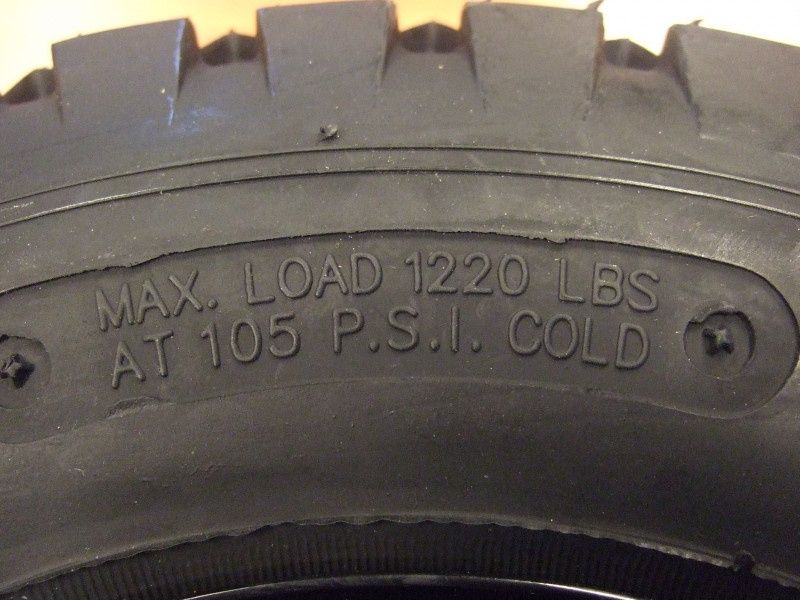 MAX. LOAD 1220 LBS
AT 105 P.S.I. COLD